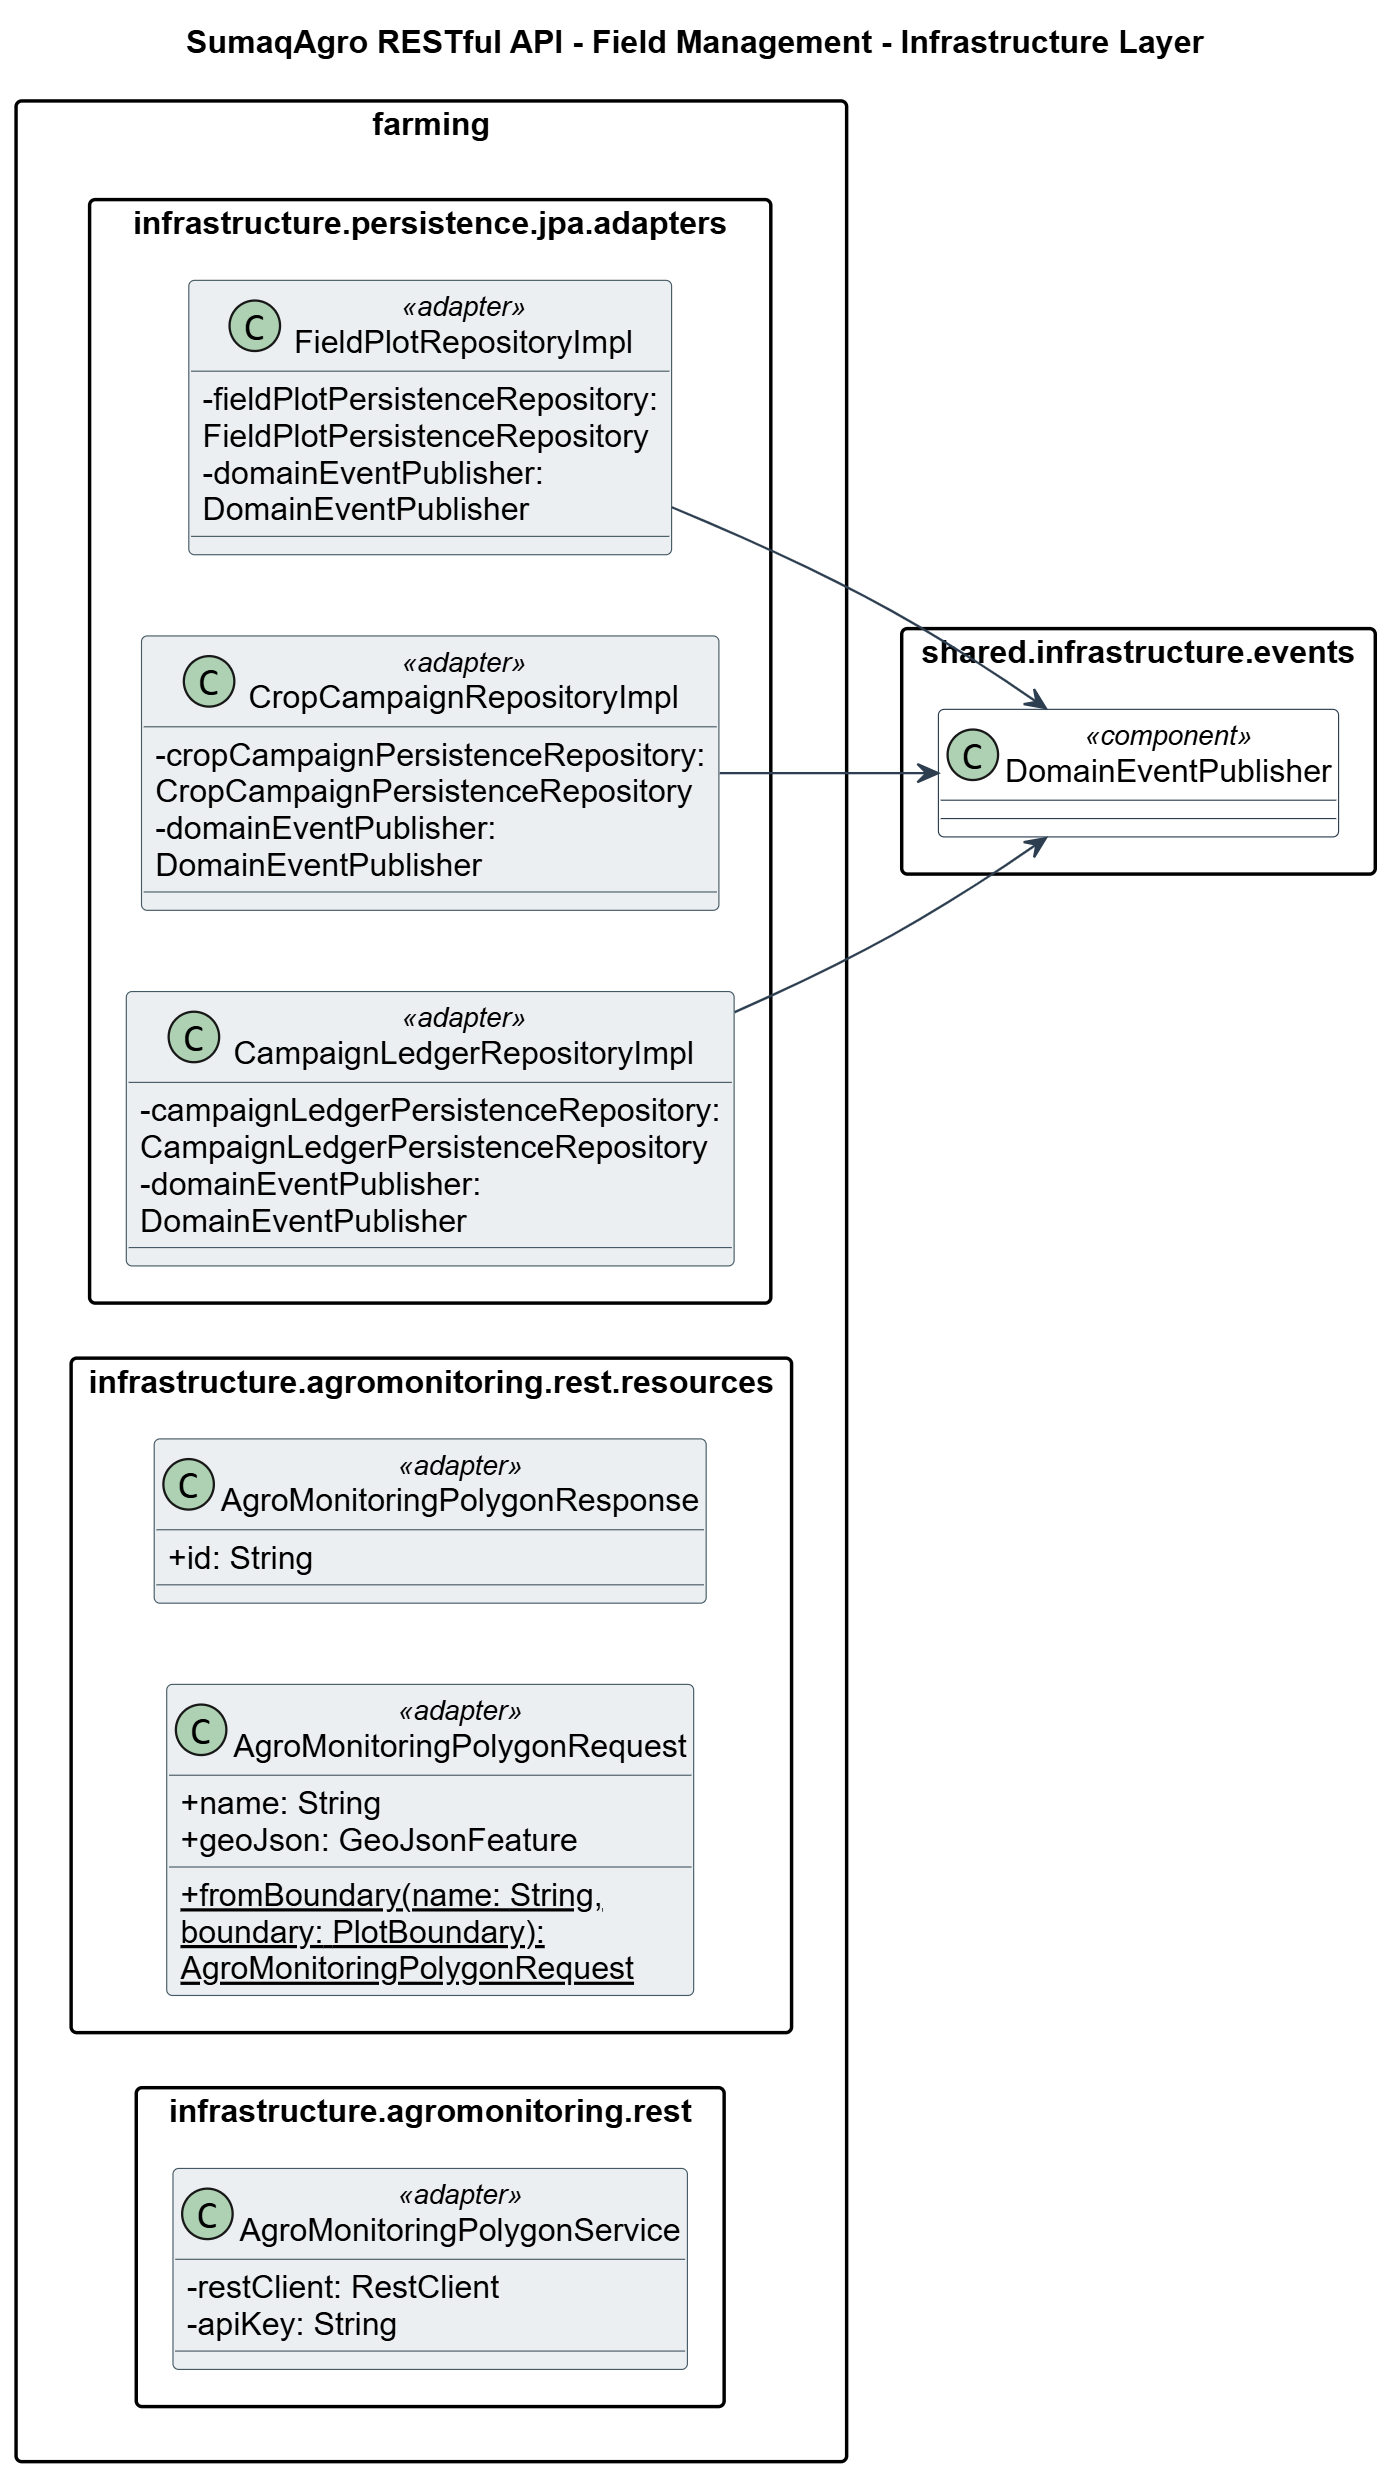 SumaqAgro RESTful API - Field Management - Infrastructure Layer
farming
infrastructure.persistence.jpa.adapters
«adapter»
C FieldPlotRepositoryImpl
-fieldPlotPersistenceRepository:
FieldPlotPersistenceRepository
-domainEventPublisher:
DomainEventPublisher
«adapter»
C CropCampaignRepositoryImpl
-cropCampaignPersistenceRepository:
CropCampaignPersistenceRepository
-domainEventPublisher:
DomainEventPublisher
«adapter»
C CampaignLedgerRepositoryImpl
-campaignLedgerPersistenceRepository:
CampaignLedgerPersistenceRepository
-domainEventPublisher:
DomainEventPublisher
shared.infrastructure.events
«component»
C DomainEventPublisher
infrastructure.agromonitoring.rest.resources
«adapter»
C AgroMonitoringPolygonResponse
+id: String
«adapter»
C AgroMonitoringPolygonRequest
+name: String
+geoJson: GeoJsonFeature
+fromBoundary(name: String,
boundary: PlotBoundary):
AgroMonitoringPolygonRequest
infrastructure.agromonitoring.rest
«adapter»
C AgroMonitoringPolygonService
-restClient: RestClient
-apiKey: String